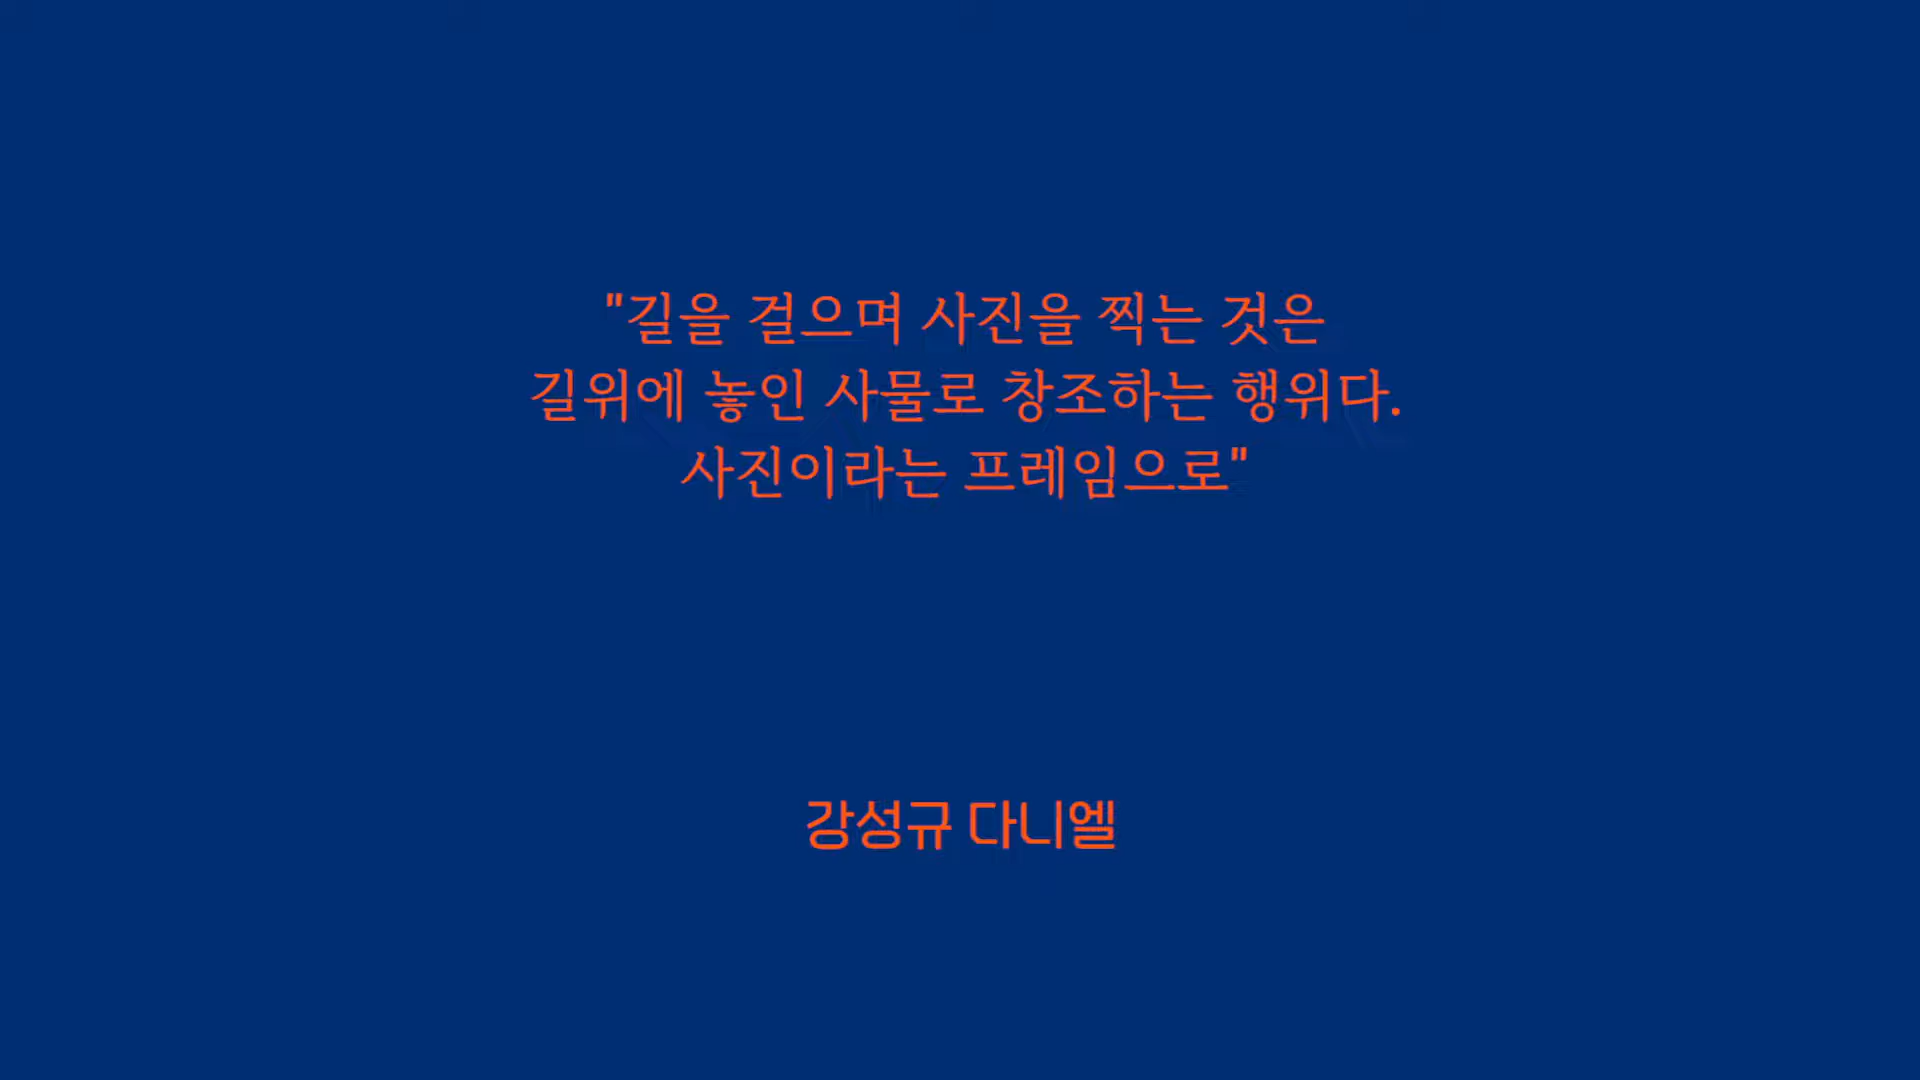 "길을 걸으며 사진을 찍는 것은
길위에 놓인 사물로 창조하는 행위다.
사진이라는 프레임으로"
강성규 다니엘